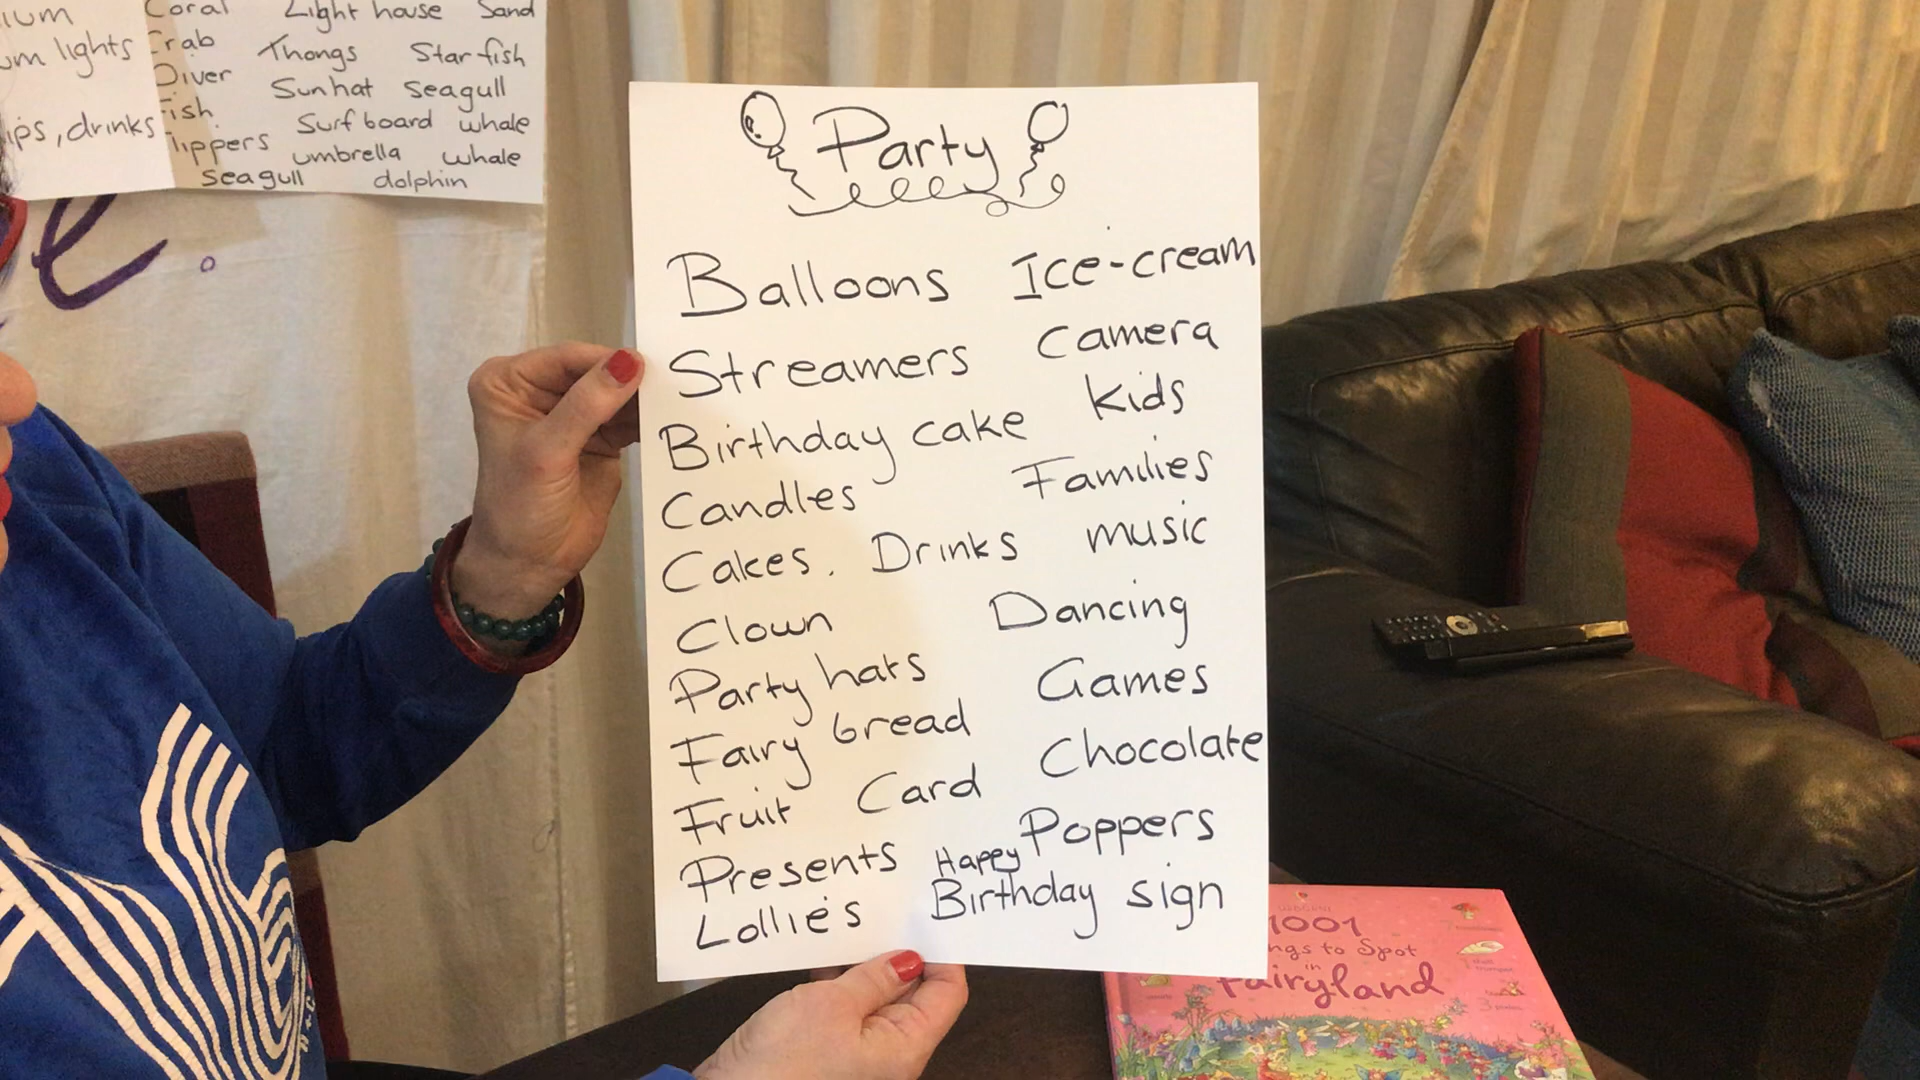 ium
um lights
ips, drinks
Coral Light house Sand
Crab Thongs Star fish
Diver Sunhat seagull
Fish Surf board whale
flippers umbrella whale
seagull dolphin
e.
Party
Balloons Ice-cream
Streamers camera
Birthday cake kids
Candles Families
Cakes. Drinks music
Clown Dancing
Party hats Games
Fairy bread
Fruit Card Chocolate
Presents Poppers
Lollies Happy Birthday sign
1001
ngs to Spot
in
Fairyland